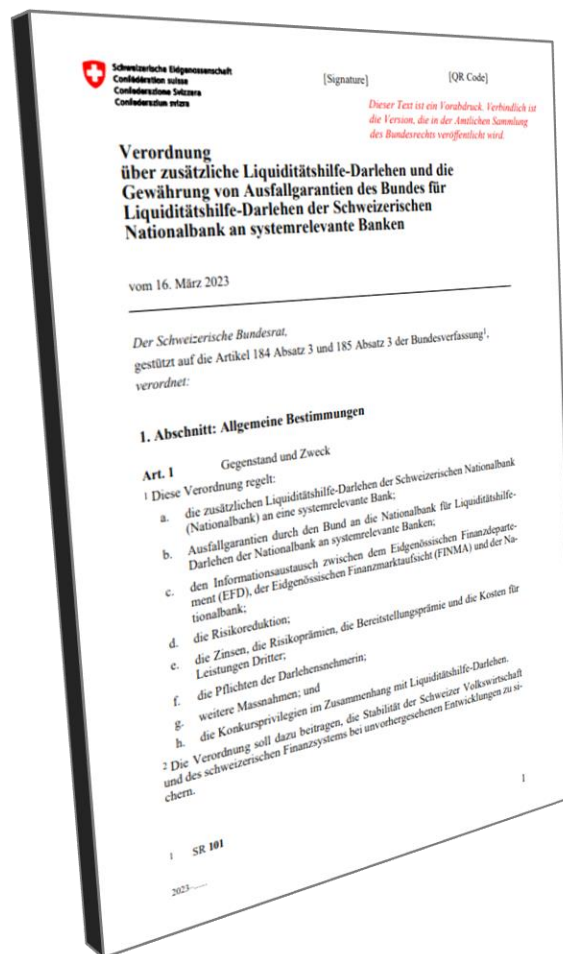 Schweizerische Eidgenossenschaft
Confédération suisse
Confederazione Svizzera
Confederaziun svizra
[Signature]
[QR Code]
Dieser Text ist ein Vorabdruck. Verbindlich ist
die Version, die in der Amtlichen Sammlung
des Bundesrechts veröffentlicht wird.
Verordnung
über zusätzliche Liquiditätshilfe-Darlehen und die
Gewährung von Ausfallgarantien des Bundes für
Liquiditätshilfe-Darlehen der Schweizerischen
Nationalbank an systemrelevante Banken
vom 16. März 2023
Der Schweizerische Bundesrat,
gestützt auf die Artikel 184 Absatz 3 und 185 Absatz 3 der Bundesverfassung¹,
verordnet:
1. Abschnitt: Allgemeine Bestimmungen
Art. 1 Gegenstand und Zweck
¹ Diese Verordnung regelt:
a. die zusätzlichen Liquiditätshilfe-Darlehen der Schweizerischen Nationalbank
(Nationalbank) an eine systemrelevante Bank;
b. Ausfallgarantien durch den Bund an die Nationalbank für Liquiditätshilfe-
Darlehen der Nationalbank an systemrelevante Banken;
c. den Informationsaustausch zwischen dem Eidgenössischen Finanzdeparte-
ment (EFD), der Eidgenössischen Finanzmarktaufsicht (FINMA) und der Na-
tionalbank;
d. die Risikoreduktion;
e. die Zinsen, die Risikoprämien, die Bereitstellungsprämie und die Kosten für
Leistungen Dritter;
f. die Pflichten der Darlehensnehmerin;
g. weitere Massnahmen; und
h. die Konkursprivilegien im Zusammenhang mit Liquiditätshilfe-Darlehen.
² Die Verordnung soll dazu beitragen, die Stabilität der Schweizer Volkswirtschaft
und des schweizerischen Finanzsystems bei unvorhergesehenen Entwicklungen zu si-
chern.
1
1 SR 101
2023-......